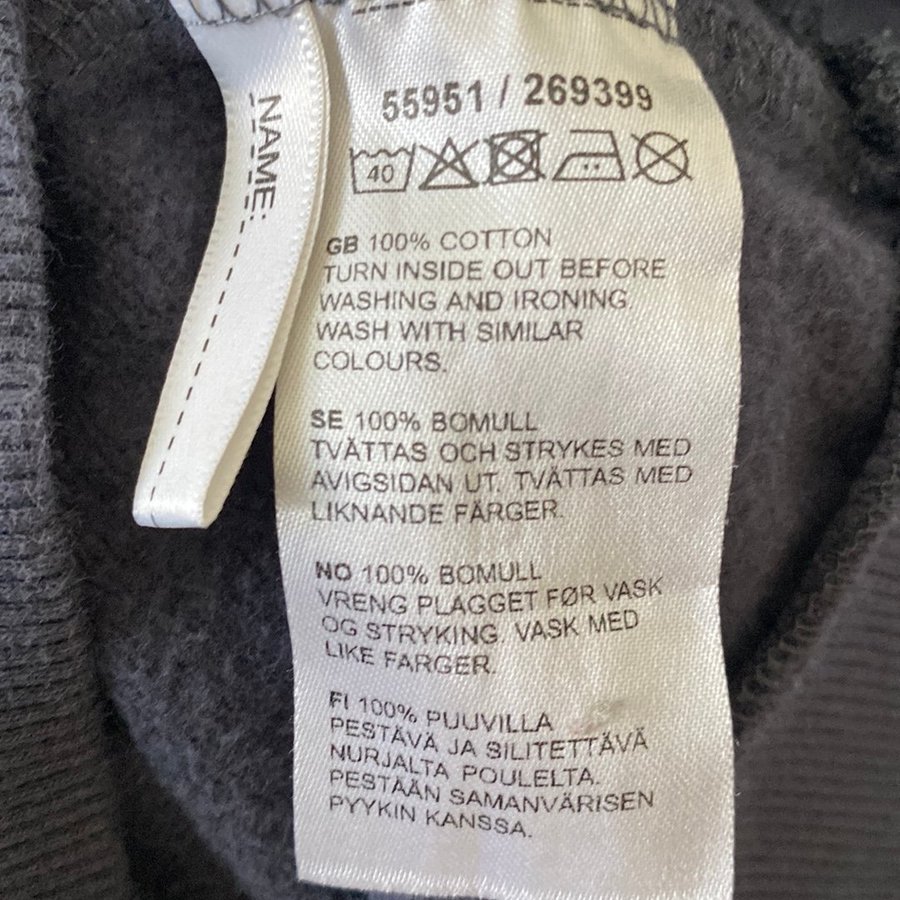 NAME:
55951 / 269399
40
GB 100% COTTON
TURN INSIDE OUT BEFORE
WASHING AND IRONING.
WASH WITH SIMILAR
COLOURS.
SE 100% BOMULL
TVÄTTAS OCH STRYKES MED
AVIGSIDAN UT. TVÄTTAS MED
LIKNANDE FÄRGER.
NO 100% BOMULL
VRENG PLAGGET FØR VASK
OG STRYKING. VASK MED
LIKE FARGER.
FI 100% PUUVILLA
PESTÄVÄ JA SILITETTÄVÄ
NURJALTA POULELTA.
PESTÄÄN SAMANVÄRISEN
PYYKIN KANSSA.